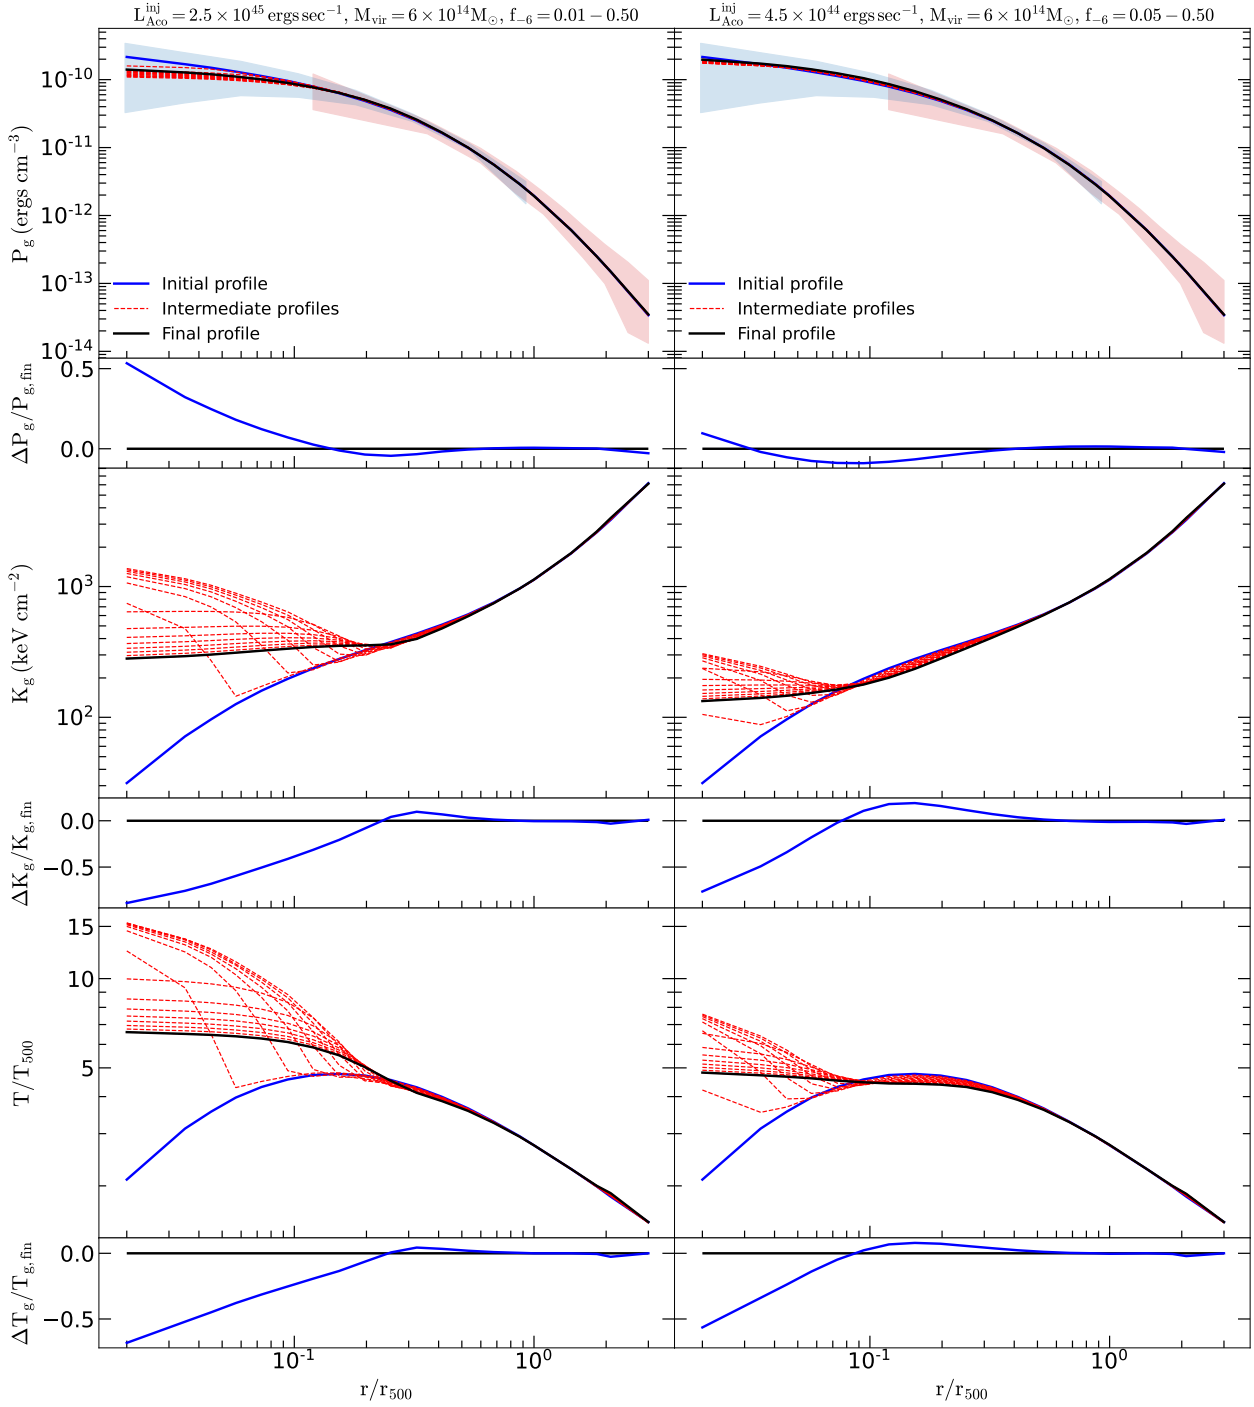 L_Aco^inj = 2.5 × 10^45 ergs sec^−1, M_vir = 6 × 10^14 M_⊙, f_−6 = 0.01 − 0.50
L_Aco^inj = 4.5 × 10^44 ergs sec^−1, M_vir = 6 × 10^14 M_⊙, f_−6 = 0.05 − 0.50
P_g (ergs cm^−3)
10^-10
10^-11
10^-12
10^-13
10^-14
Initial profile
Intermediate profiles
Final profile
Initial profile
Intermediate profiles
Final profile
ΔP_g/P_g,fin
0.5
0.0
K_g (keV cm^−2)
10^3
10^2
ΔK_g/K_g,fin
0.0
−0.5
T/T_500
15
10
5
ΔT_g/T_g,fin
0.0
−0.5
10^-1
10^0
10^-1
10^0
r/r_500
r/r_500